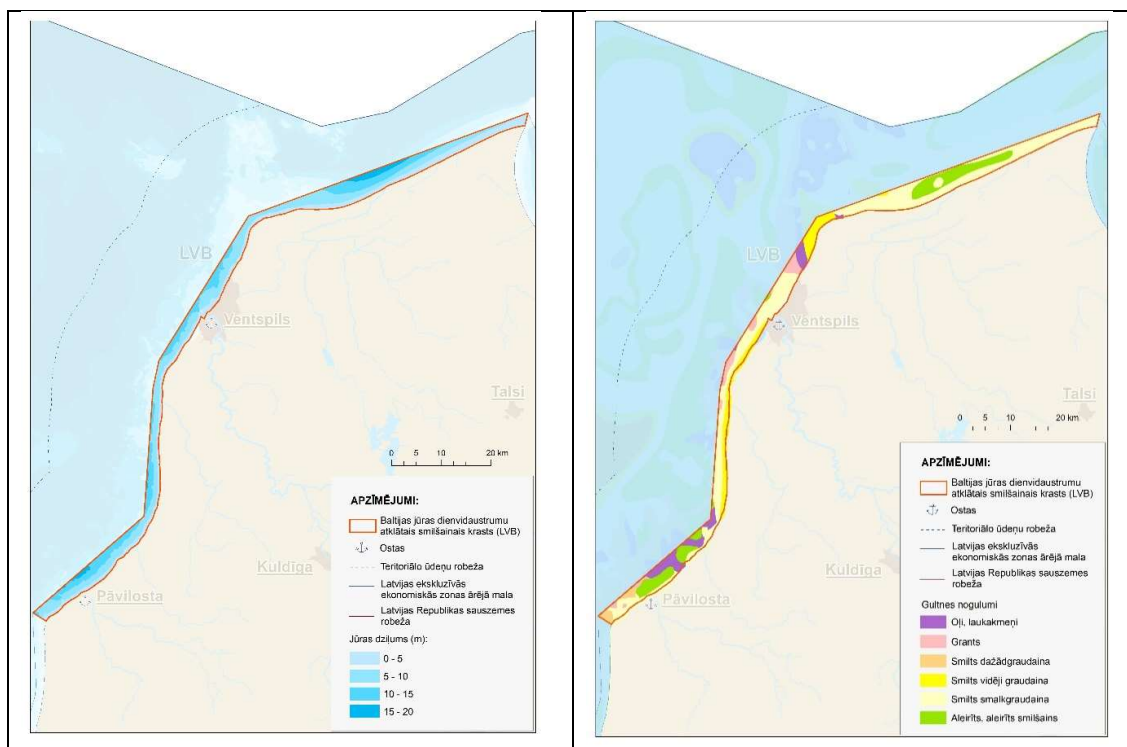 LVB
Ventspils
Talsi
0 5 10 20 km
Kuldīga
Pāvilosta
APZĪMĒJUMI:
Baltijas jūras dienvidaustrumu
atklātais smilšainais krasts (LVB)
Ostas
Teritoriālo ūdeņu robeža
Latvijas ekskluzīvās
ekonomiskās zonas ārējā mala
Latvijas Republikas sauszemes
robeža
Jūras dziļums (m):
0 - 5
5 - 10
10 - 15
15 - 20
LVB
Ventspils
Talsi
0 5 10 20 km
Kuldīga
Pāvilosta
APZĪMĒJUMI:
Baltijas jūras dienvidaustrumu
atklātais smilšainais krasts (LVB)
Ostas
Teritoriālo ūdeņu robeža
Latvijas ekskluzīvās
ekonomiskās zonas ārējā mala
Latvijas Republikas sauszemes
robeža
Gultnes nogulumi
Oļi, laukakmeņi
Grants
Smilts dažādgraudaina
Smilts vidēji graudaina
Smilts smalkgraudaina
Aleirīts, aleirīts smilšains